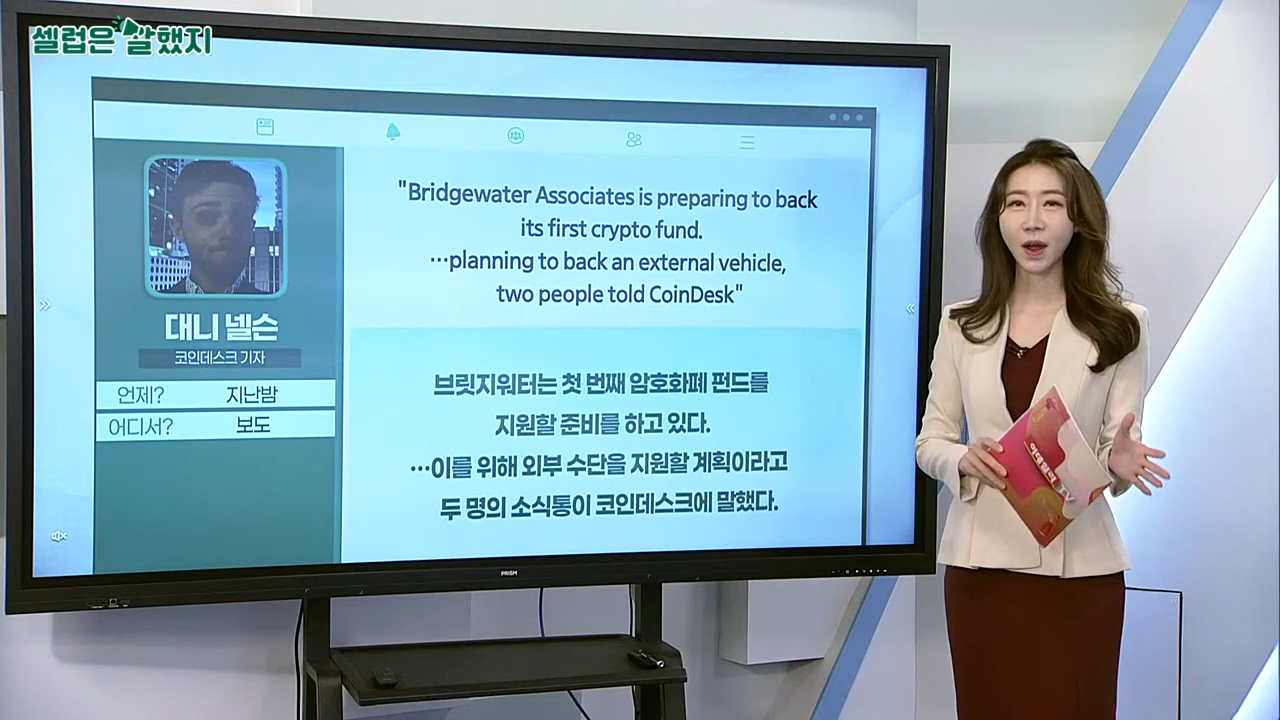 셀럽은 말했지
"Bridgewater Associates is preparing to back
its first crypto fund.
…planning to back an external vehicle,
two people told CoinDesk"
대니 넬슨
코인데스크 기자
언제? 지난밤
어디서? 보도
브릿지워터는 첫 번째 암호화폐 펀드를
지원할 준비를 하고 있다.
…이를 위해 외부 수단을 지원할 계획이라고
두 명의 소식통이 코인데스크에 말했다.
PRISM
이데일리 TV